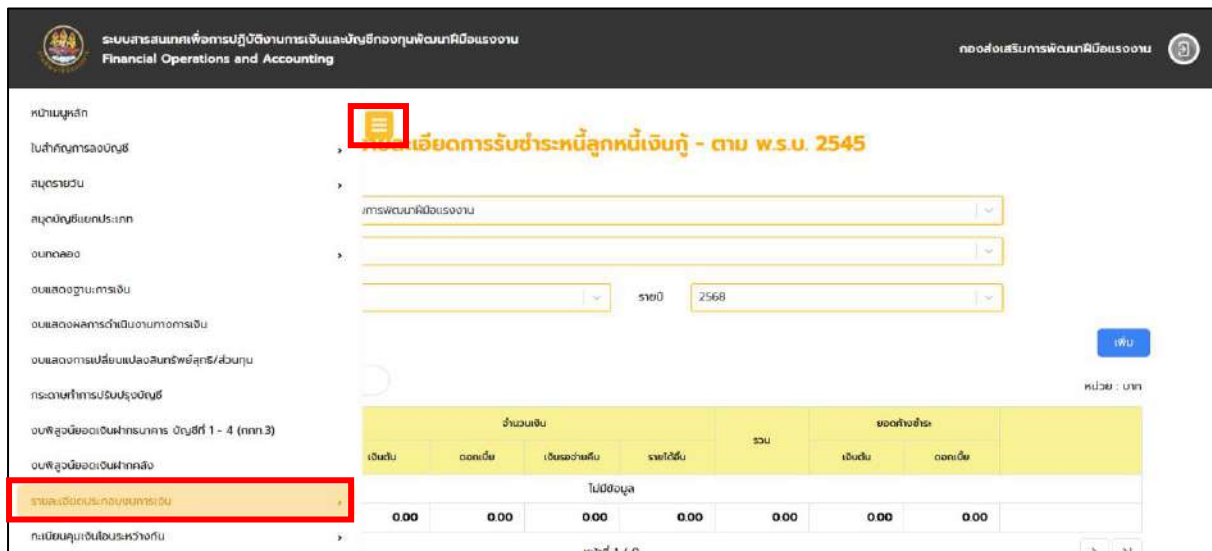 ระบบสารสนเทศเพื่อการปฏิบัติงานการเงินและบัญชีกองทุนพัฒนาฝีมือแรงงาน
Financial Operations and Accounting
กองส่งเสริมการพัฒนาฝีมือแรงงาน
หน้าเมนูหลัก
ใบสำคัญการลงบัญชี
การรับชำระหนี้ลูกหนี้เงินกู้ - ตาม พ.ร.บ. 2545
สมุดรายวัน
สมุดบัญชีแยกประเภท
การพัฒนาฝีมือแรงงาน
งบทดลอง
งบแสดงฐานะการเงิน
รายปี 2568
งบแสดงผลการดำเนินงานทางการเงิน
เพิ่ม
งบแสดงการเปลี่ยนแปลงสินทรัพย์สุทธิ/ส่วนทุน
หน่วย : บาท
กระดาษทำการปรับปรุงบัญชี
จำนวนเงิน รวม ยอดค้างชำระ
งบพิสูจน์ยอดเงินฝากธนาคาร บัญชีที่ 1 - 4 (กกท.3)
เงินต้น ดอกเบี้ย เงินรอจ่ายคืน รายได้อื่น เงินต้น ดอกเบี้ย
งบพิสูจน์ยอดเงินฝากคลัง
ไม่มีข้อมูล
รายละเอียดประกอบงบการเงิน
0.00 0.00 0.00 0.00 0.00 0.00 0.00
ทะเบียนคุมเงินโอนระหว่างกัน